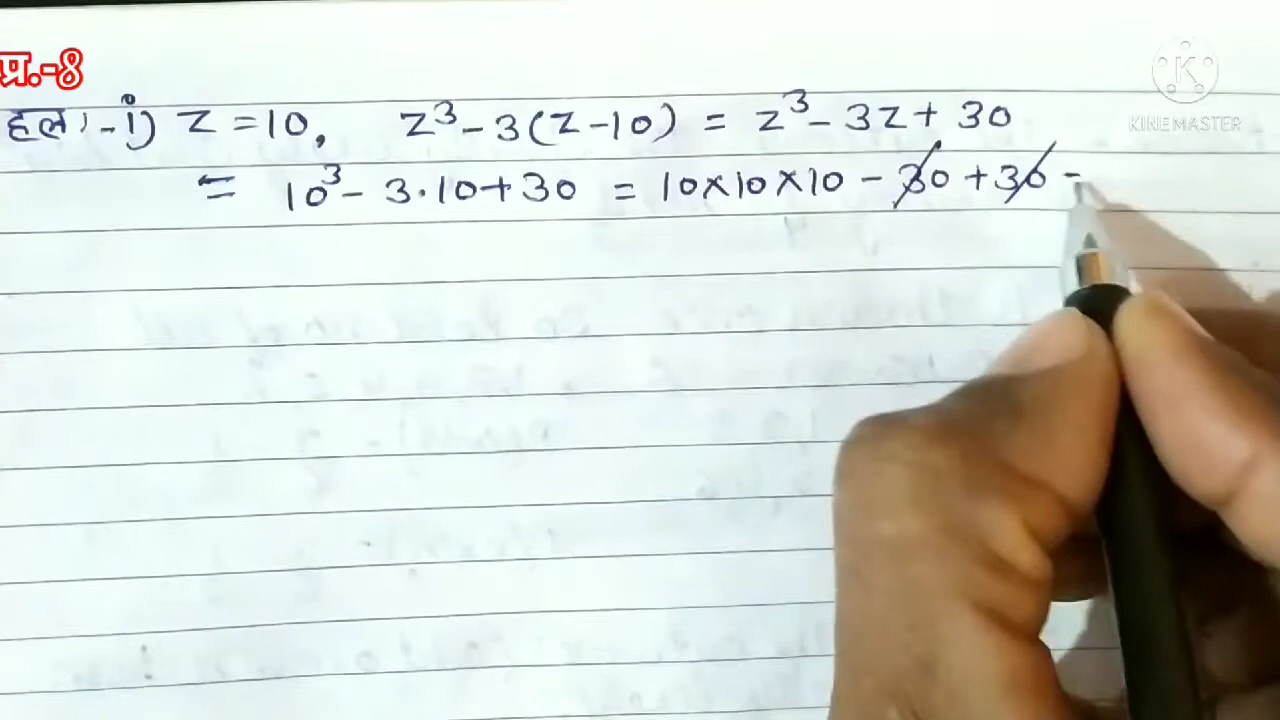 प्र.-8
हल:-i) z = 10, z³ - 3(z - 10) = z³ - 3z + 30
= 10³ - 3·10 + 30 = 10×10×10 - 30 + 30 =
KINEMASTER